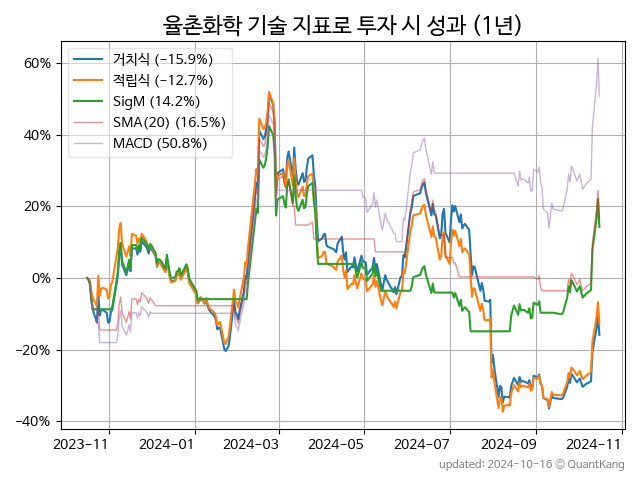 율촌화학 기술 지표로 투자 시 성과 (1년)
거치식 (−15.9%)
적립식 (−12.7%)
SigM (14.2%)
SMA(20) (16.5%)
MACD (50.8%)
60%
40%
20%
0%
−20%
−40%
2023-11
2024-01
2024-03
2024-05
2024-07
2024-09
2024-11
updated: 2024-10-16 © QuantKang